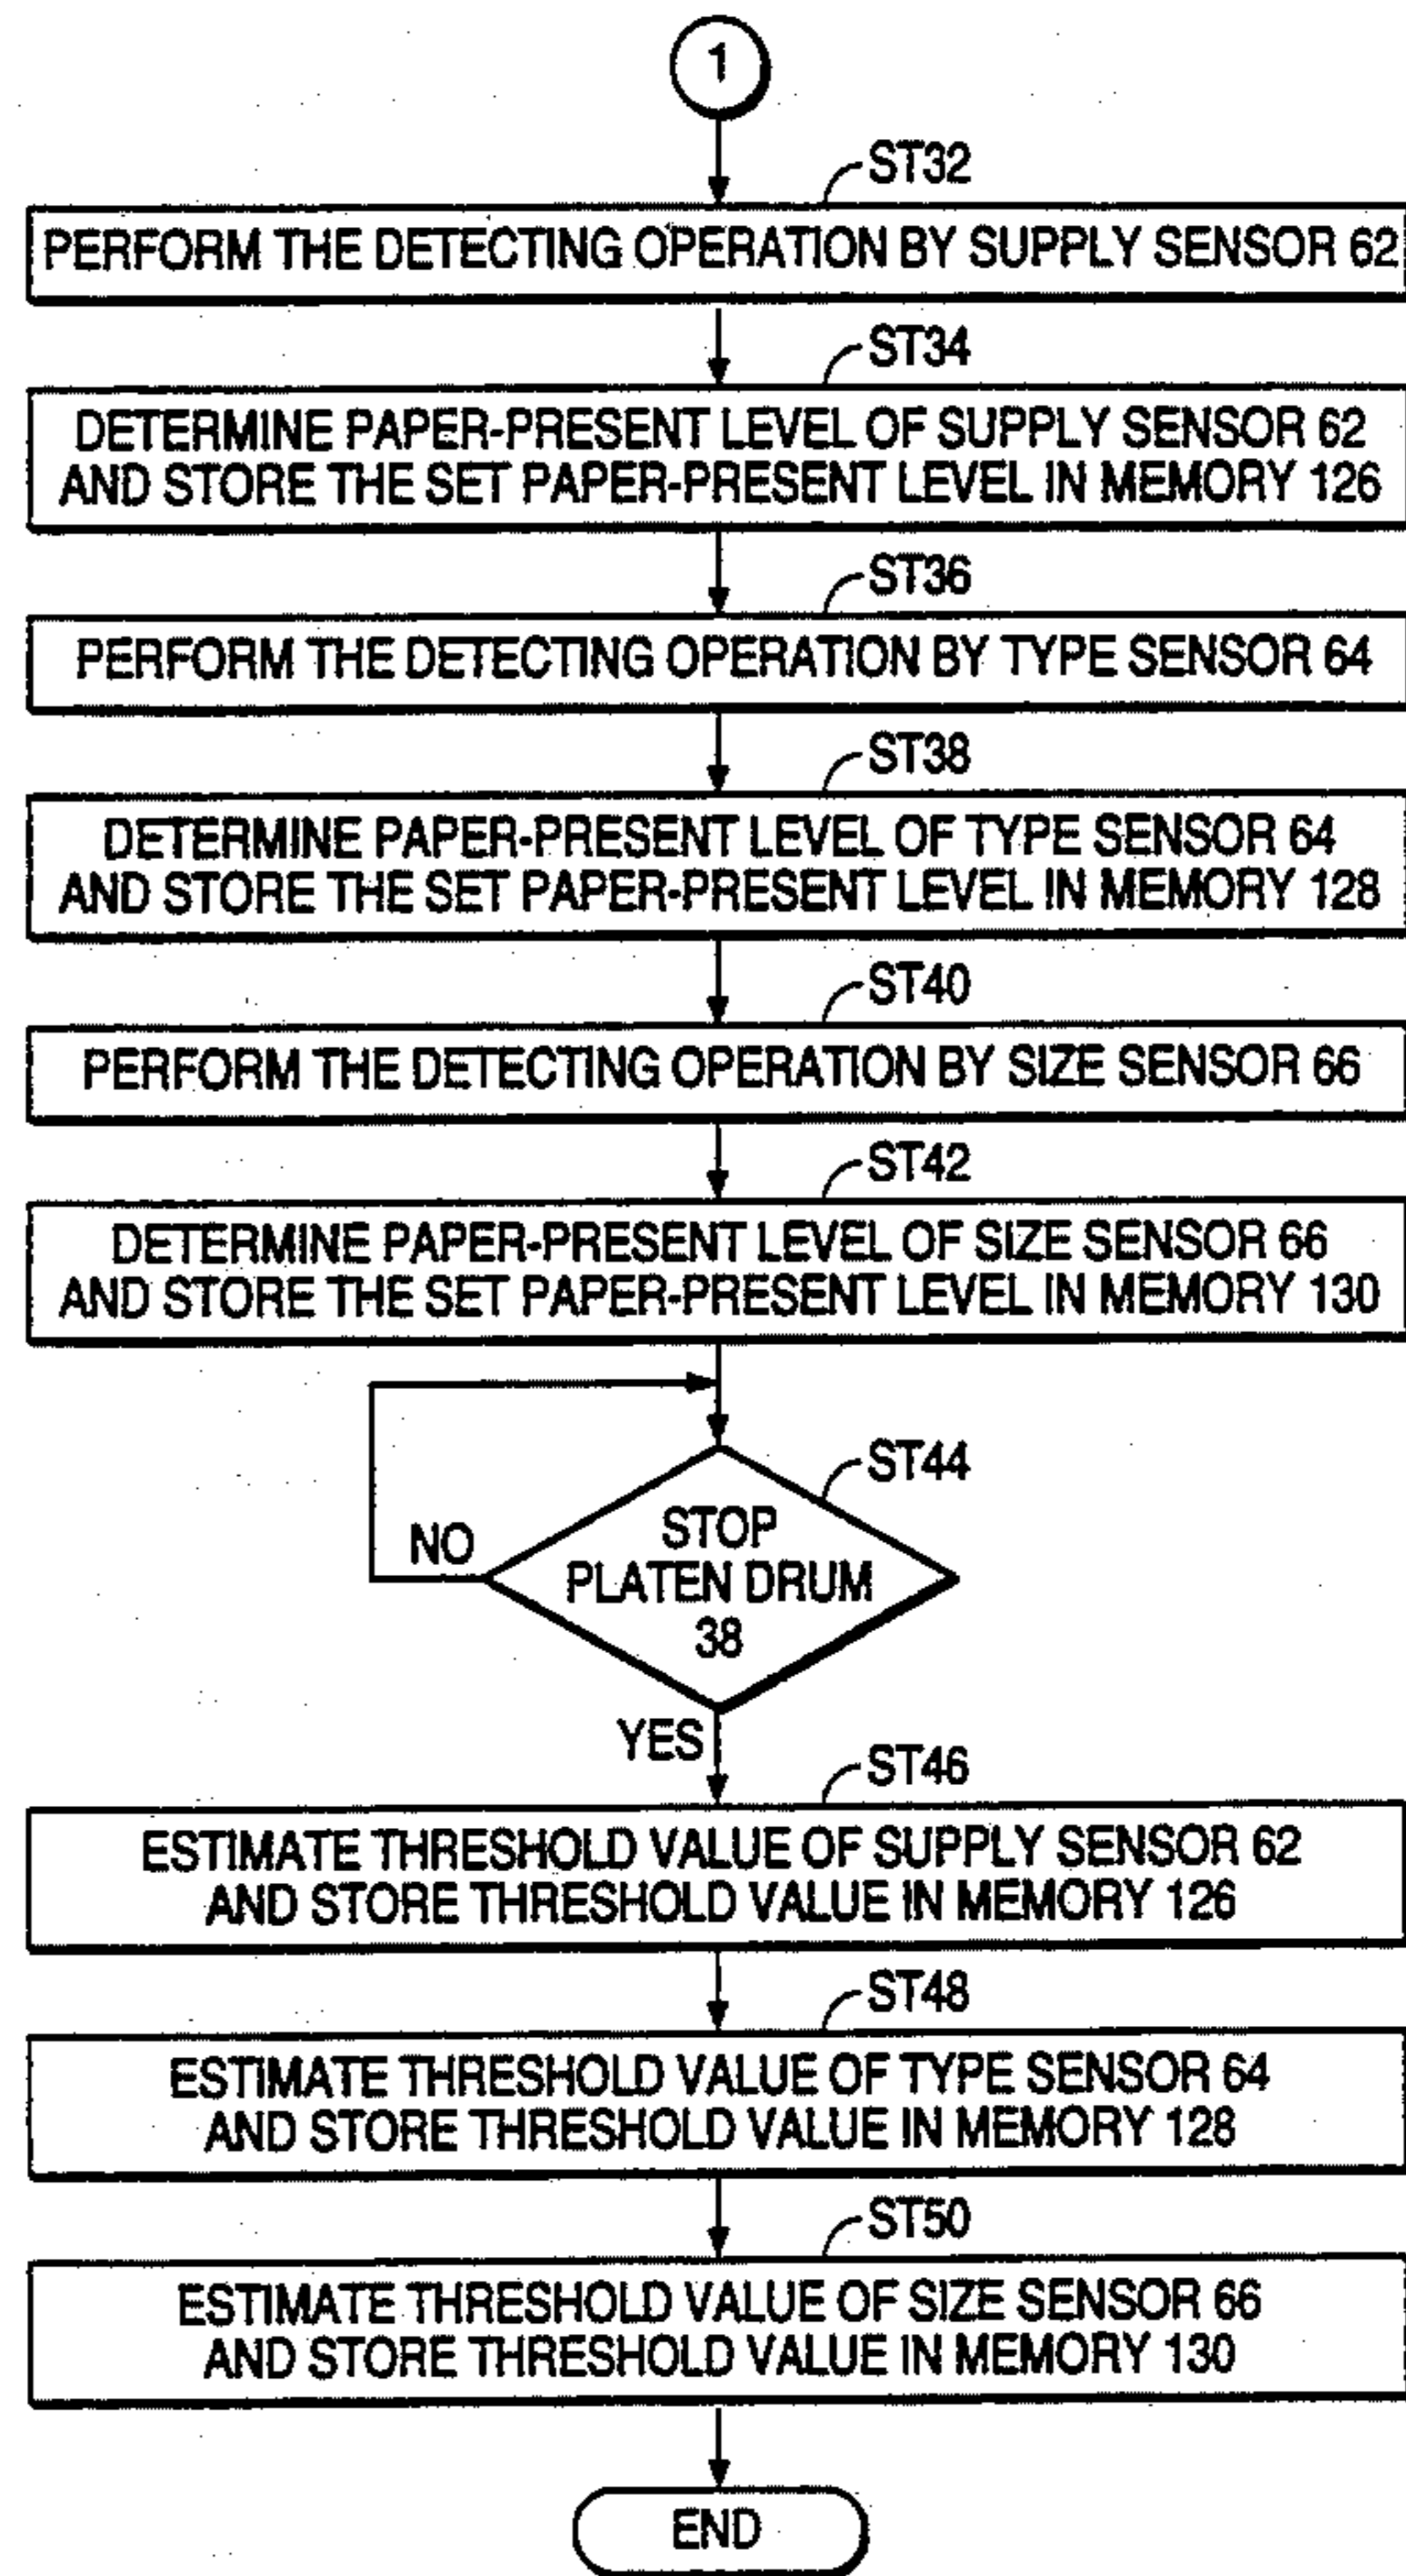 1
ST32
PERFORM THE DETECTING OPERATION BY SUPPLY SENSOR 62
ST34
DETERMINE PAPER-PRESENT LEVEL OF SUPPLY SENSOR 62
AND STORE THE SET PAPER-PRESENT LEVEL IN MEMORY 126
ST36
PERFORM THE DETECTING OPERATION BY TYPE SENSOR 64
ST38
DETERMINE PAPER-PRESENT LEVEL OF TYPE SENSOR 64
AND STORE THE SET PAPER-PRESENT LEVEL IN MEMORY 128
ST40
PERFORM THE DETECTING OPERATION BY SIZE SENSOR 66
ST42
DETERMINE PAPER-PRESENT LEVEL OF SIZE SENSOR 66
AND STORE THE SET PAPER-PRESENT LEVEL IN MEMORY 130
ST44
STOP
PLATEN DRUM
38
NO
YES
ST46
ESTIMATE THRESHOLD VALUE OF SUPPLY SENSOR 62
AND STORE THRESHOLD VALUE IN MEMORY 126
ST48
ESTIMATE THRESHOLD VALUE OF TYPE SENSOR 64
AND STORE THRESHOLD VALUE IN MEMORY 128
ST50
ESTIMATE THRESHOLD VALUE OF SIZE SENSOR 66
AND STORE THRESHOLD VALUE IN MEMORY 130
END